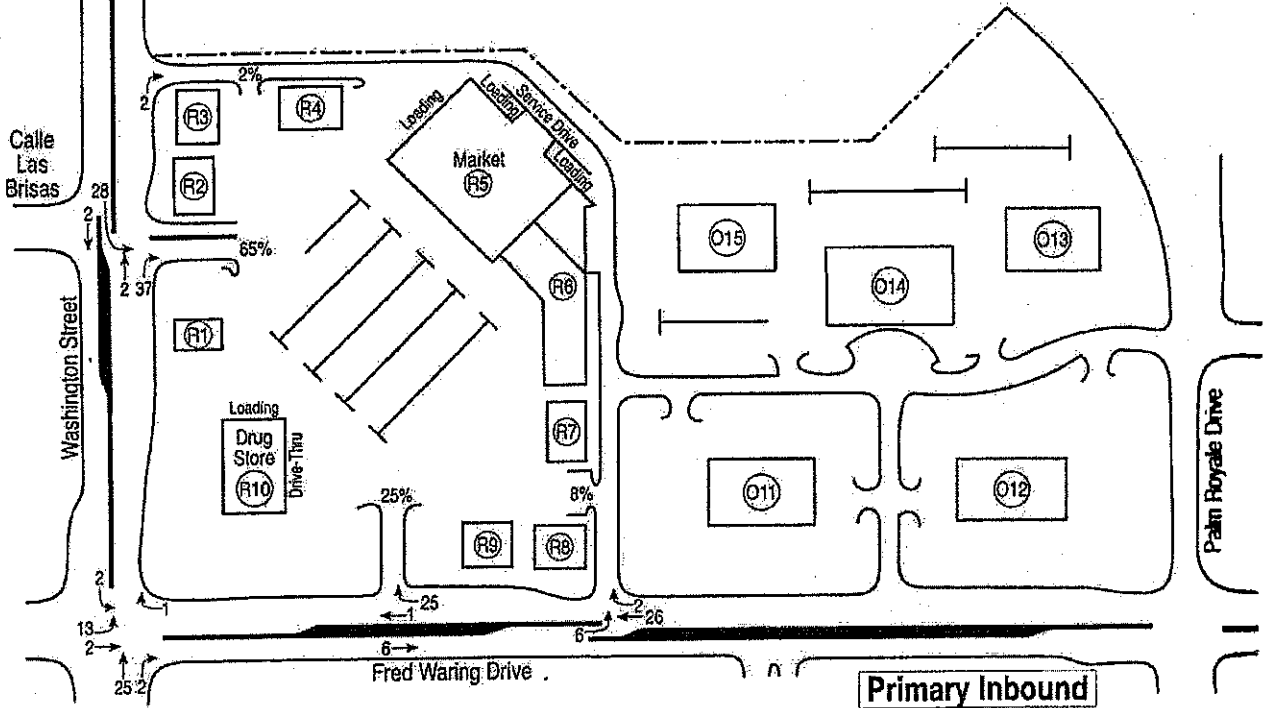 2%
2
R3
R4
Loading
Loading
Service Drive
Loading
Market
R5
Calle
Las
Brisas
R2
28
2
65%
2
37
R1
R6
O15
O14
O13
Washington Street
Loading
Drug
Store
R10
Drive-Thru
R7
25%
8%
R9
R8
O11
O12
Palm Royale Drive
2
1
25
1
2
26
13
2
6
6
25
2
Fred Waring Drive
Primary Inbound